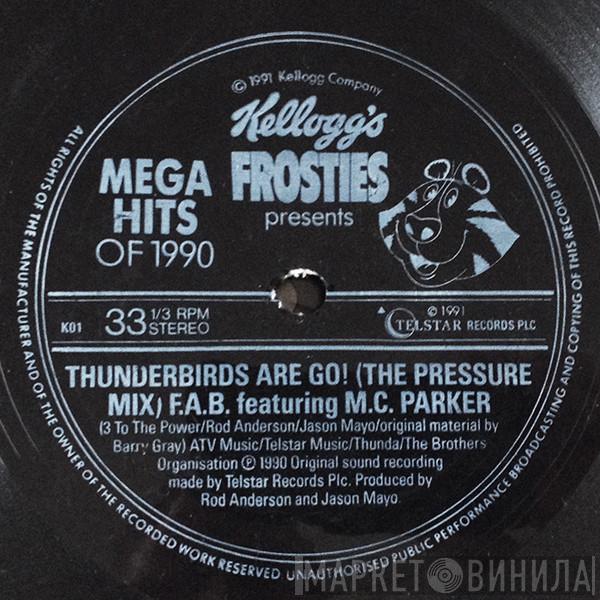 © 1991 Kellogg Company
Kellogg's
FROSTIES
presents
MEGA
HITS
OF 1990
K01
33 1/3 RPM
STEREO
© 1991
TELSTAR RECORDS PLC
THUNDERBIRDS ARE GO! (THE PRESSURE
MIX) F.A.B. featuring M.C. PARKER
(3 To The Power/Rod Anderson/Jason Mayo/original material by
Barry Gray) ATV Music/Telstar Music/Thunda/The Brothers
Organisation ℗ 1990 Original sound recording
made by Telstar Records Plc. Produced by
Rod Anderson and Jason Mayo.
ALL RIGHTS OF THE MANUFACTURER AND OF THE OWNER OF THE RECORDED WORK RESERVED. UNAUTHORISED PUBLIC PERFORMANCE BROADCASTING AND COPYING OF THIS RECORD PROHIBITED
МАРКЕТ ВИНИЛА